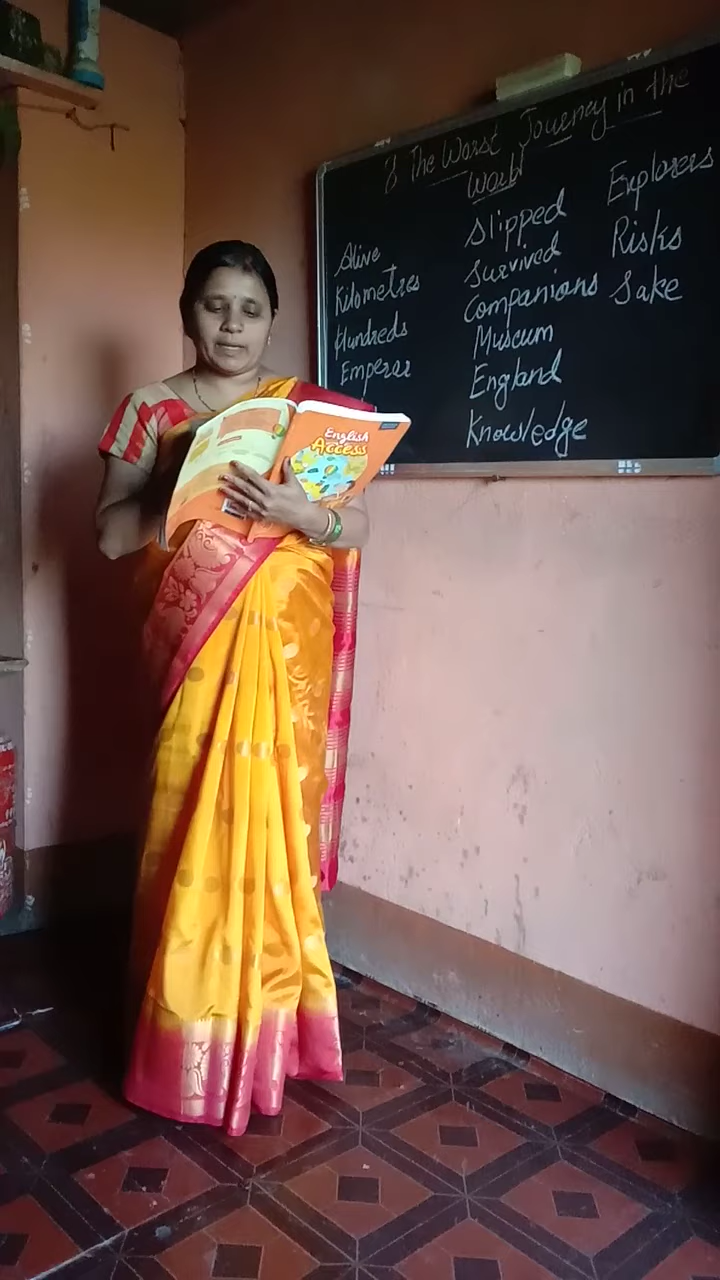 8 The Worst Journey in the
World
Alive
Kilometres
Hundreds
Emperor
Slipped
Survived
Companions
Museum
England
Knowledge
Explorers
Risks
Sake
English
Access